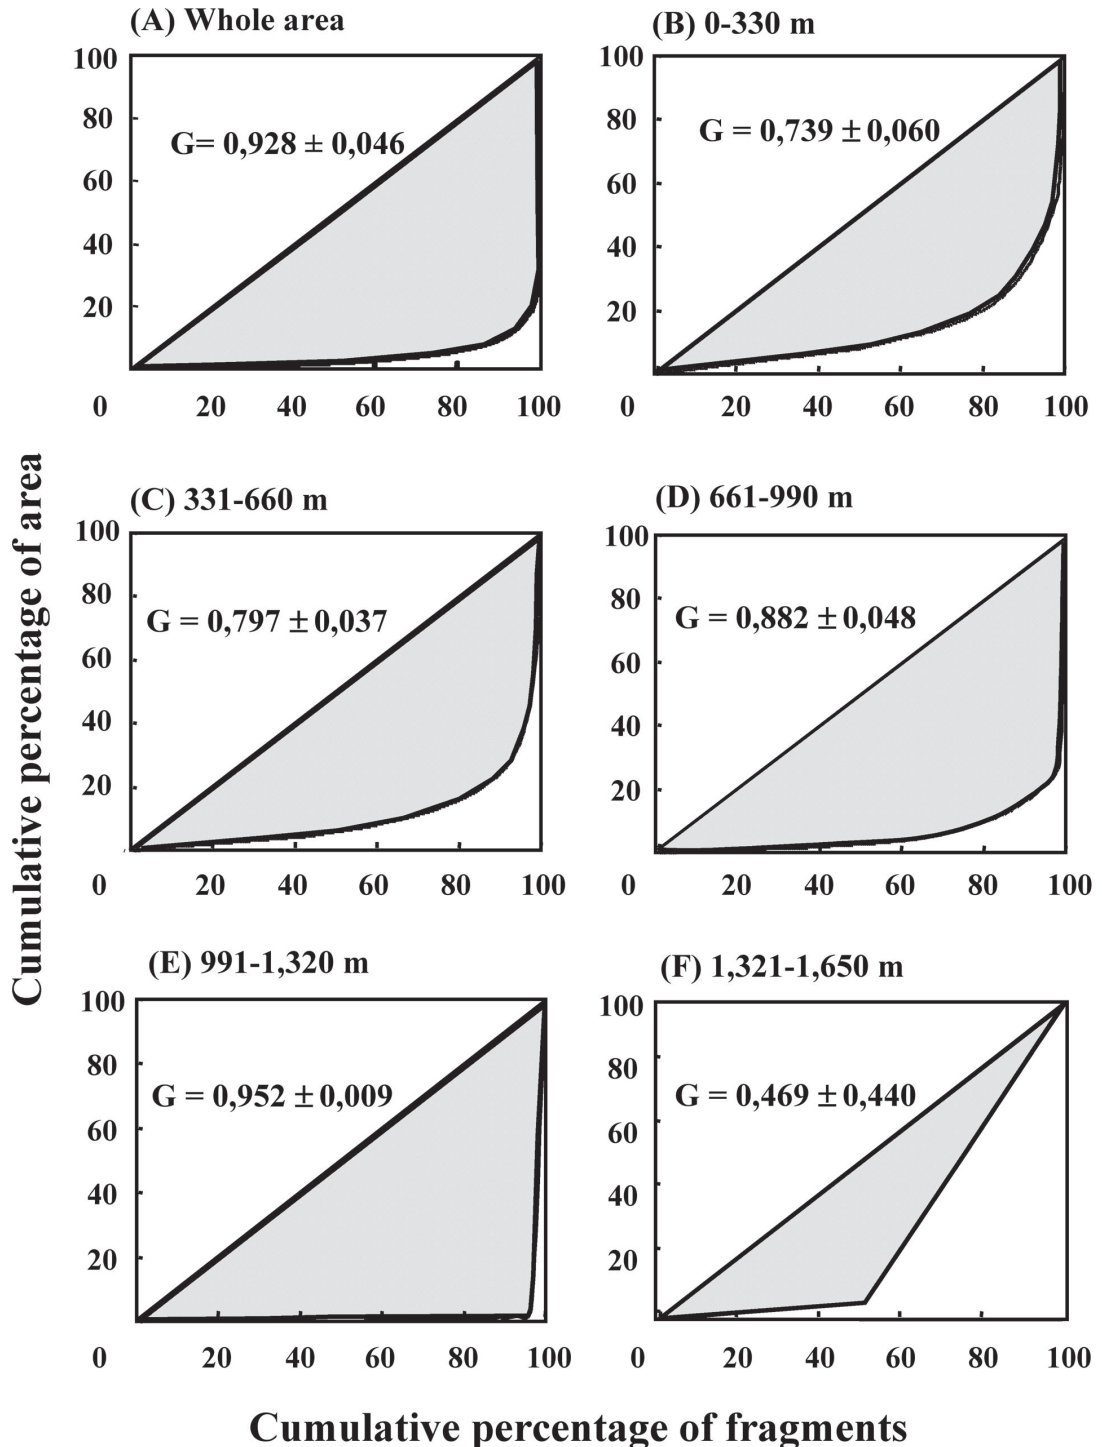 (A) Whole area
100
80
60
40
20
0 20 40 60 80 100
G= 0,928 ± 0,046
(B) 0-330 m
100
80
60
40
20
0 20 40 60 80 100
G = 0,739 ± 0,060
Cumulative percentage of area
(C) 331-660 m
100
80
60
40
20
0 20 40 60 80 100
G = 0,797 ± 0,037
(D) 661-990 m
100
80
60
40
20
0 20 40 60 80 100
G = 0,882 ± 0,048
(E) 991-1,320 m
100
80
60
40
20
0 20 40 60 80 100
G = 0,952 ± 0,009
(F) 1,321-1,650 m
100
80
60
40
20
0 20 40 60 80 100
G = 0,469 ± 0,440
Cumulative percentage of fragments